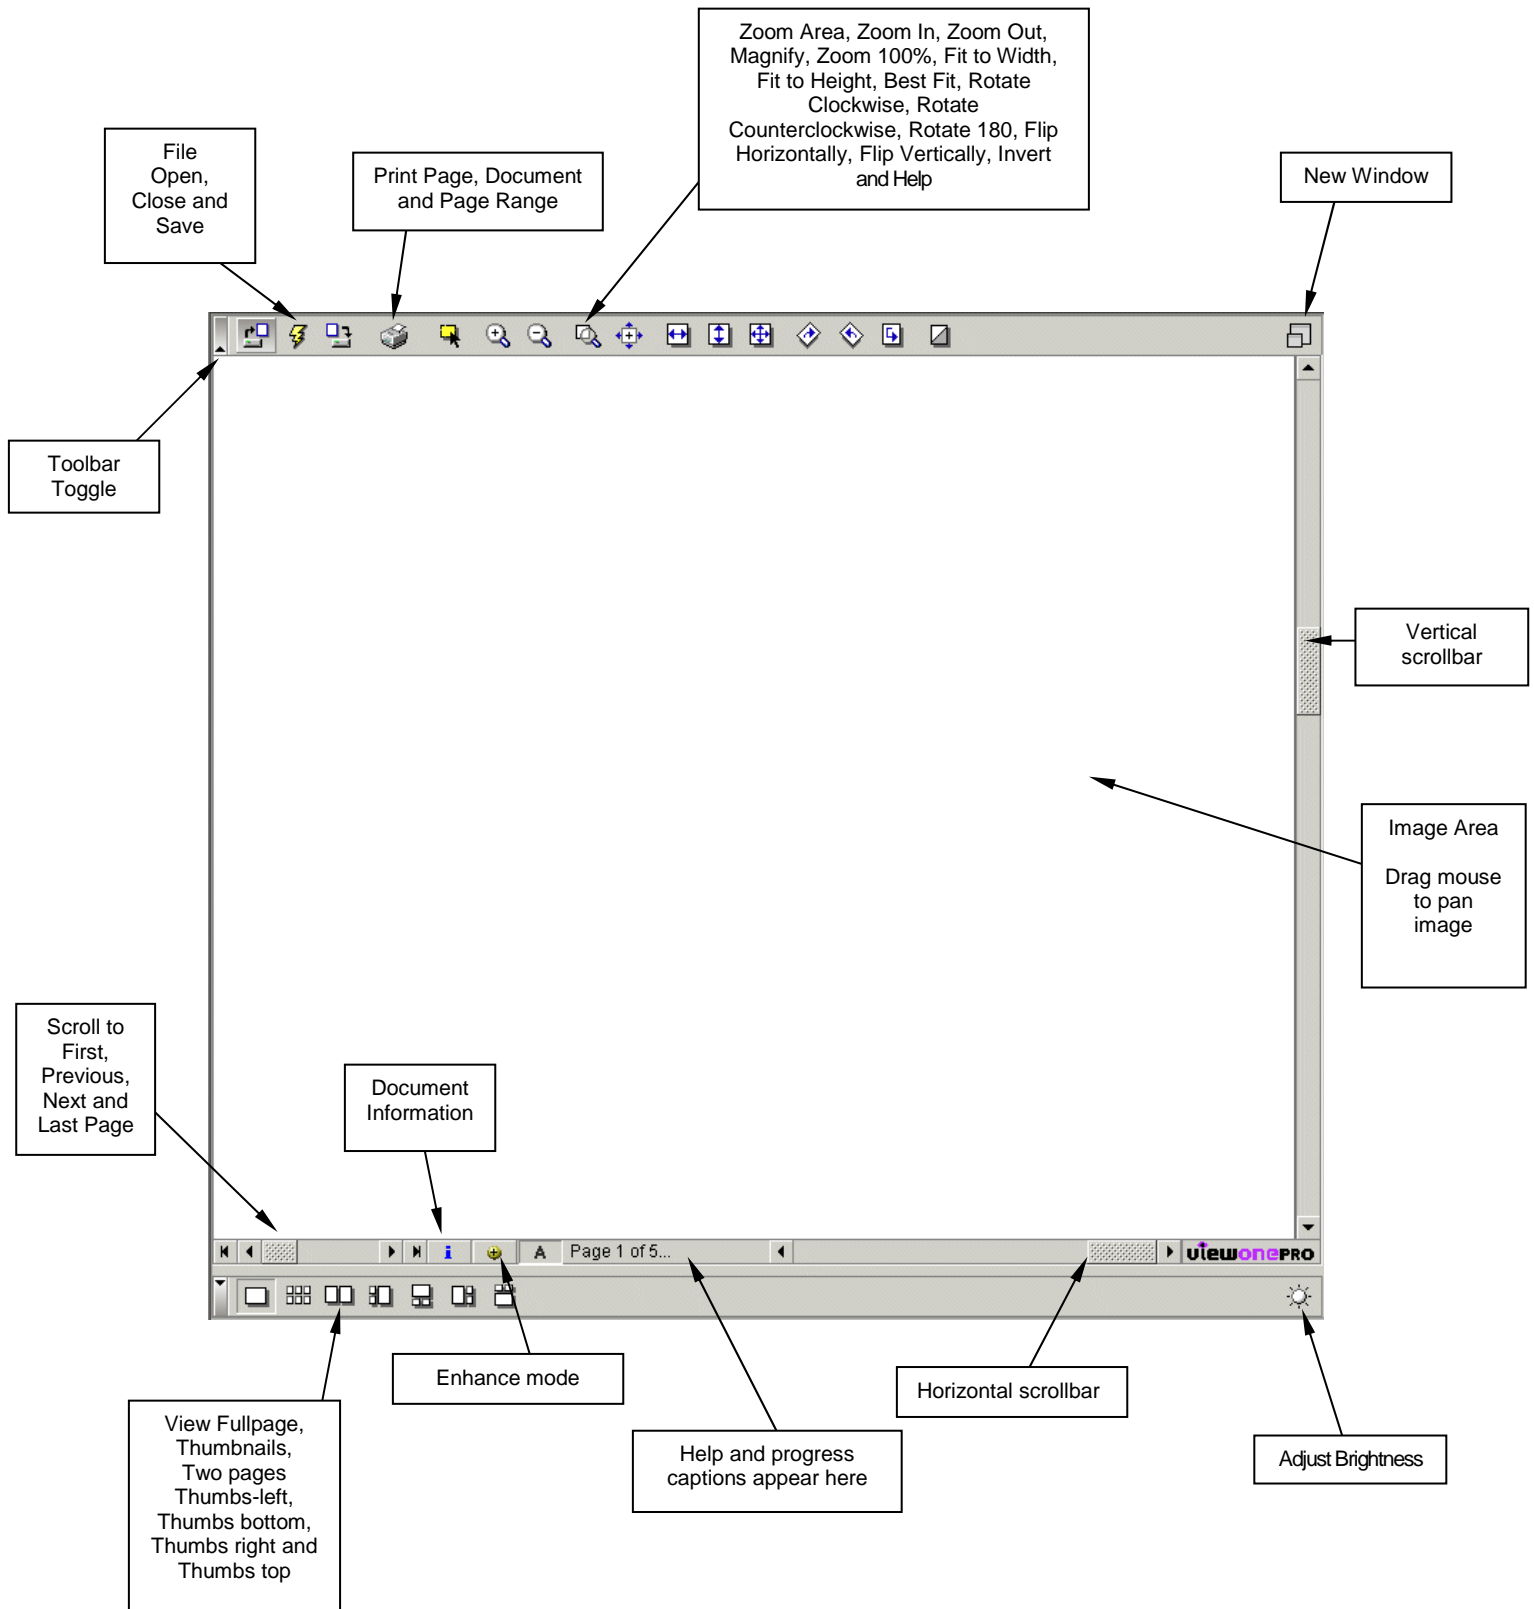 Zoom Area, Zoom In, Zoom Out,
Magnify, Zoom 100%, Fit to Width,
Fit to Height, Best Fit, Rotate
Clockwise, Rotate
Counterclockwise, Rotate 180, Flip
Horizontally, Flip Vertically, Invert
and Help
File
Open,
Close and
Save
Print Page, Document
and Page Range
New Window
Toolbar
Toggle
Vertical
scrollbar
Image Area
Drag mouse
to pan
image
Scroll to
First,
Previous,
Next and
Last Page
Document
Information
i
A
Page 1 of 5...
viewonePRO
Enhance mode
Horizontal scrollbar
View Fullpage,
Thumbnails,
Two pages
Thumbs-left,
Thumbs bottom,
Thumbs right and
Thumbs top
Help and progress
captions appear here
Adjust Brightness